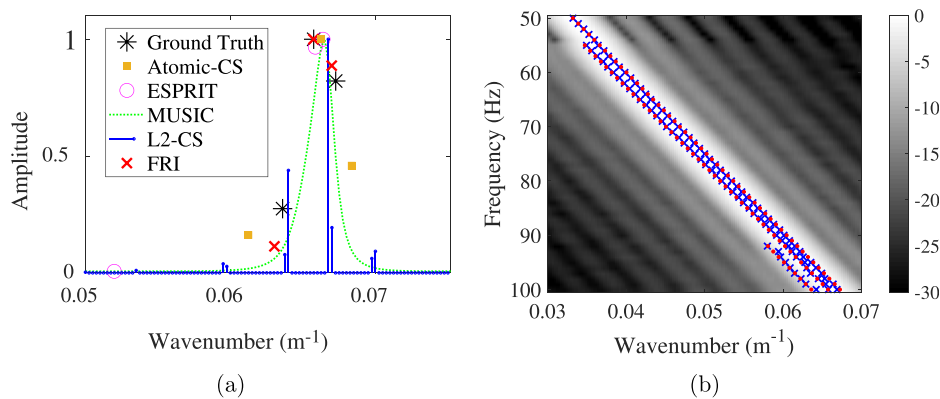 1
0.5
0
0.05
0.06
0.07
Amplitude
Wavenumber (m-1)
Ground Truth
Atomic-CS
ESPRIT
MUSIC
L2-CS
FRI
(a)
50
60
70
80
90
100
Frequency (Hz)
0.03
0.04
0.05
0.06
0.07
Wavenumber (m-1)
0
-5
-10
-15
-20
-25
-30
(b)